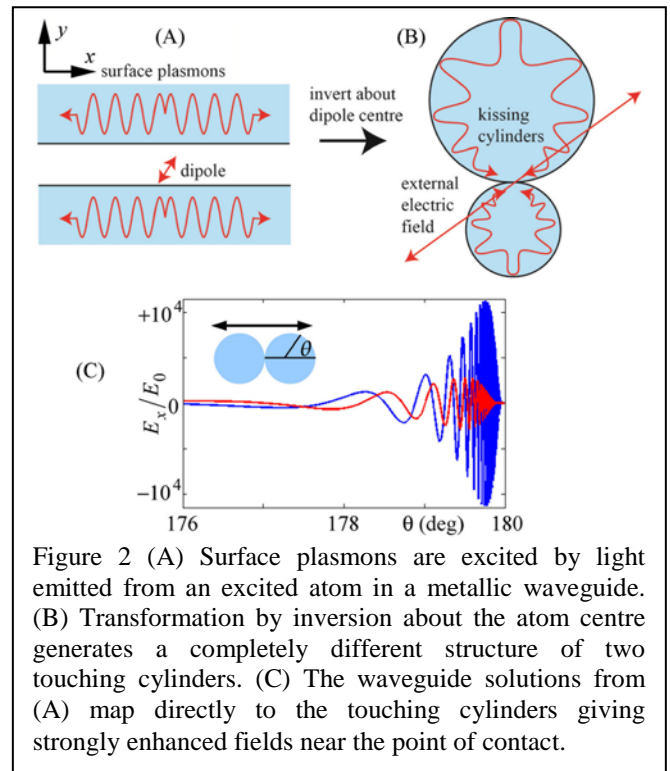 y
(A)
(B)
x
surface plasmons
invert about
dipole centre
kissing
cylinders
dipole
external
electric
field
+10⁴
θ
(C)
Eₓ/E₀
0
−10⁴
176
178
θ (deg)
180
Figure 2 (A) Surface plasmons are excited by light
emitted from an excited atom in a metallic waveguide.
(B) Transformation by inversion about the atom centre
generates a completely different structure of two
touching cylinders. (C) The waveguide solutions from
(A) map directly to the touching cylinders giving
strongly enhanced fields near the point of contact.